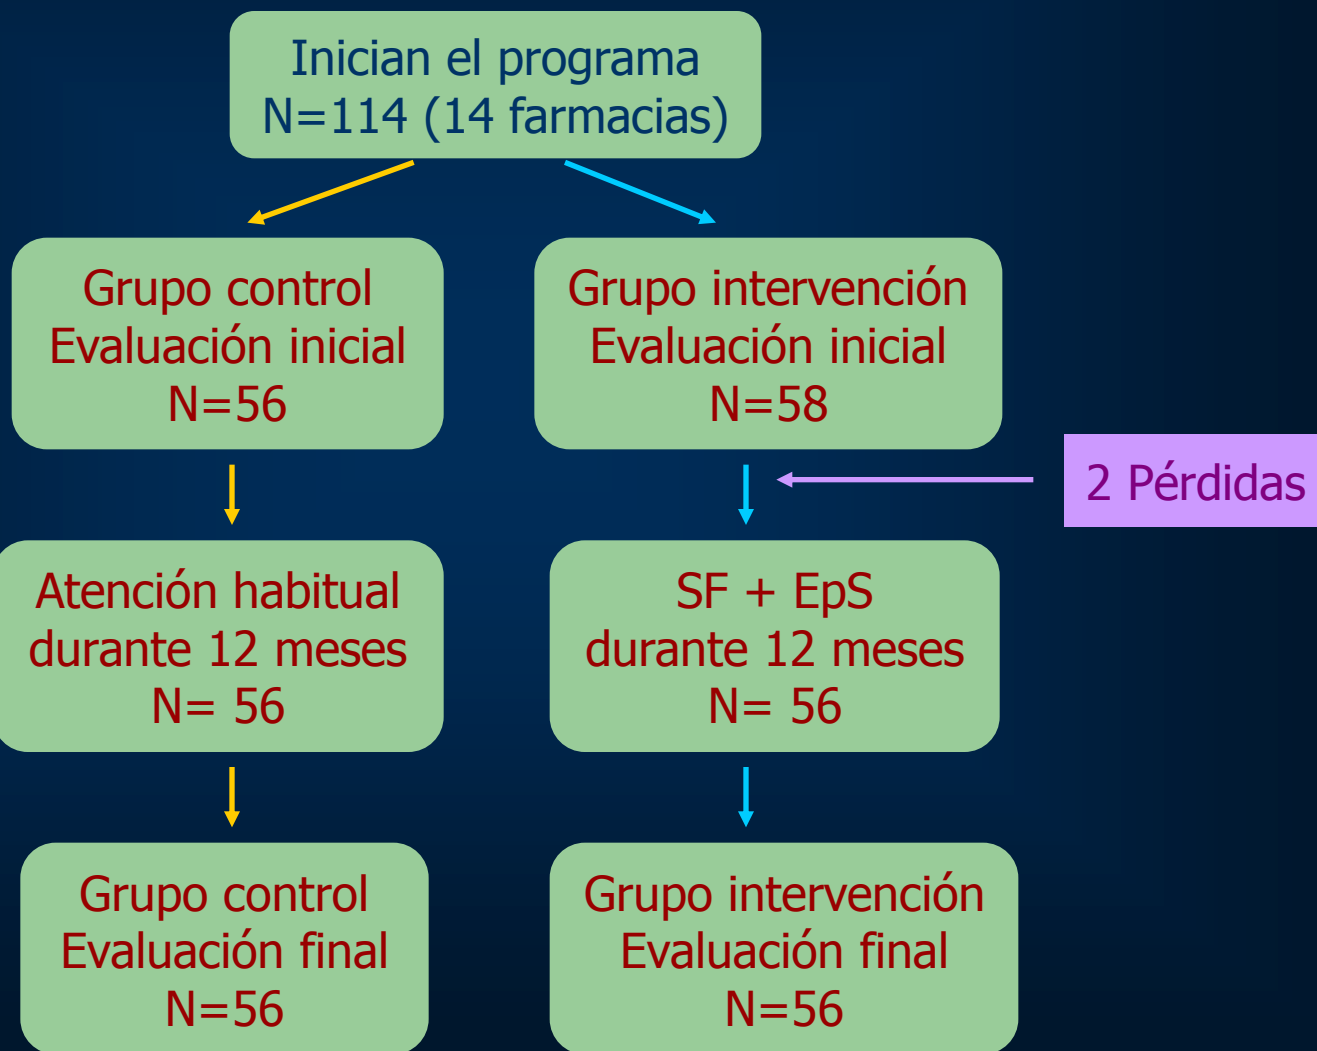 Inician el programa
N=114 (14 farmacias)
Grupo control
Evaluación inicial
N=56
Grupo intervención
Evaluación inicial
N=58
2 Pérdidas
Atención habitual
durante 12 meses
N= 56
SF + EpS
durante 12 meses
N= 56
Grupo control
Evaluación final
N=56
Grupo intervención
Evaluación final
N=56